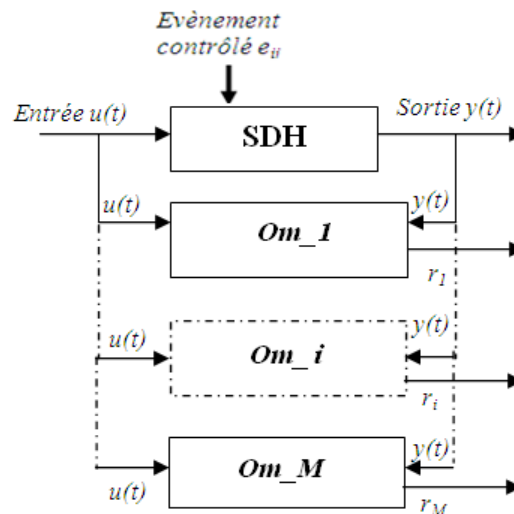 Evènement
contrôlé e_ij
Entrée u(t)
SDH
Sortie y(t)
u(t)
Om_1
y(t)
r_1
u(t)
Om_i
y(t)
r_i
u(t)
Om_M
y(t)
r_M